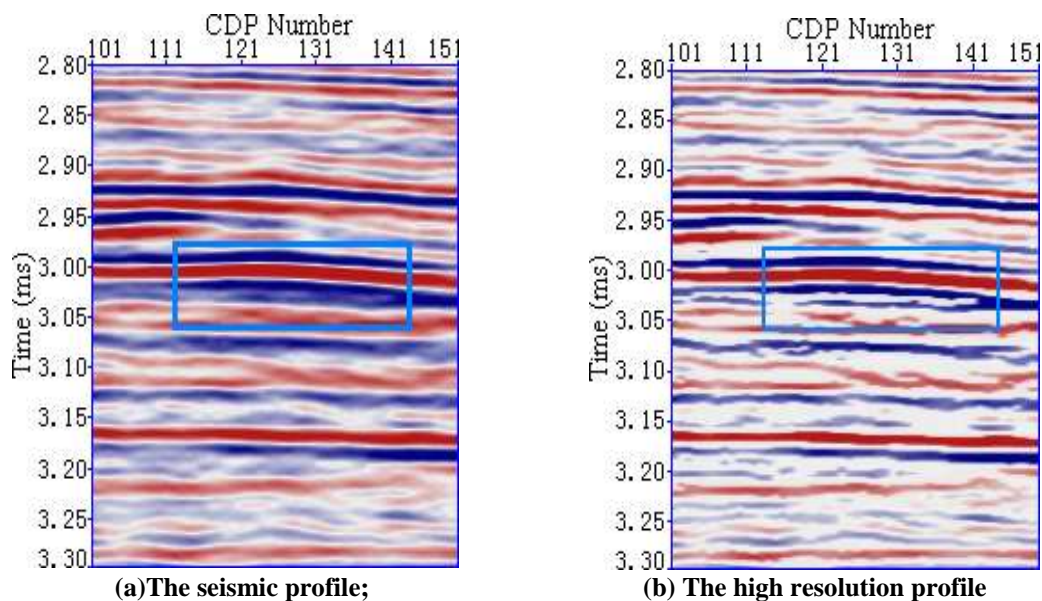 CDP Number
101 111 121 131 141 151
2.80
2.85
2.90
2.95
3.00
3.05
3.10
3.15
3.20
3.25
3.30
Time (ms)
(a)The seismic profile;
CDP Number
101 111 121 131 141 151
2.80
2.85
2.90
2.95
3.00
3.05
3.10
3.15
3.20
3.25
3.30
Time (ms)
(b) The high resolution profile